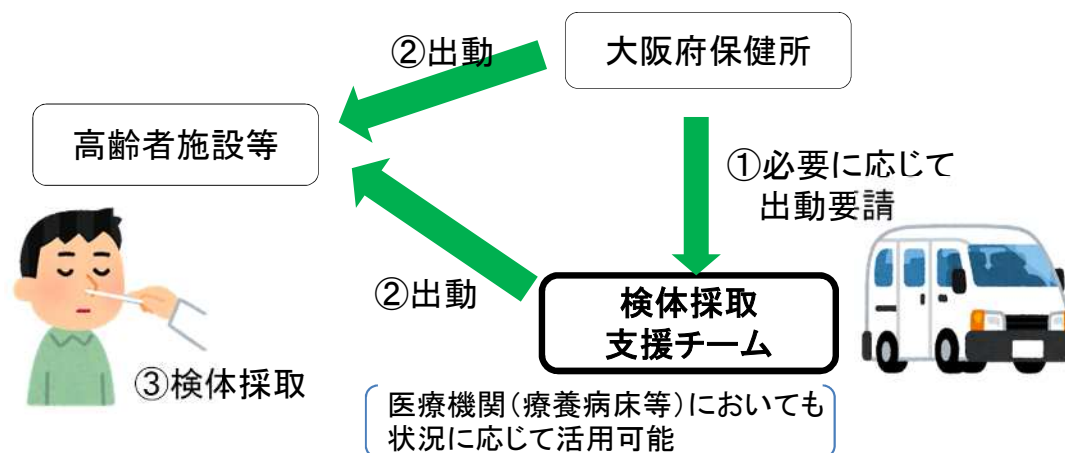 大阪府保健所
②出動
高齢者施設等
①必要に応じて
出動要請
②出動
検体採取
支援チーム
③検体採取
医療機関(療養病床等)においても
状況に応じて活用可能